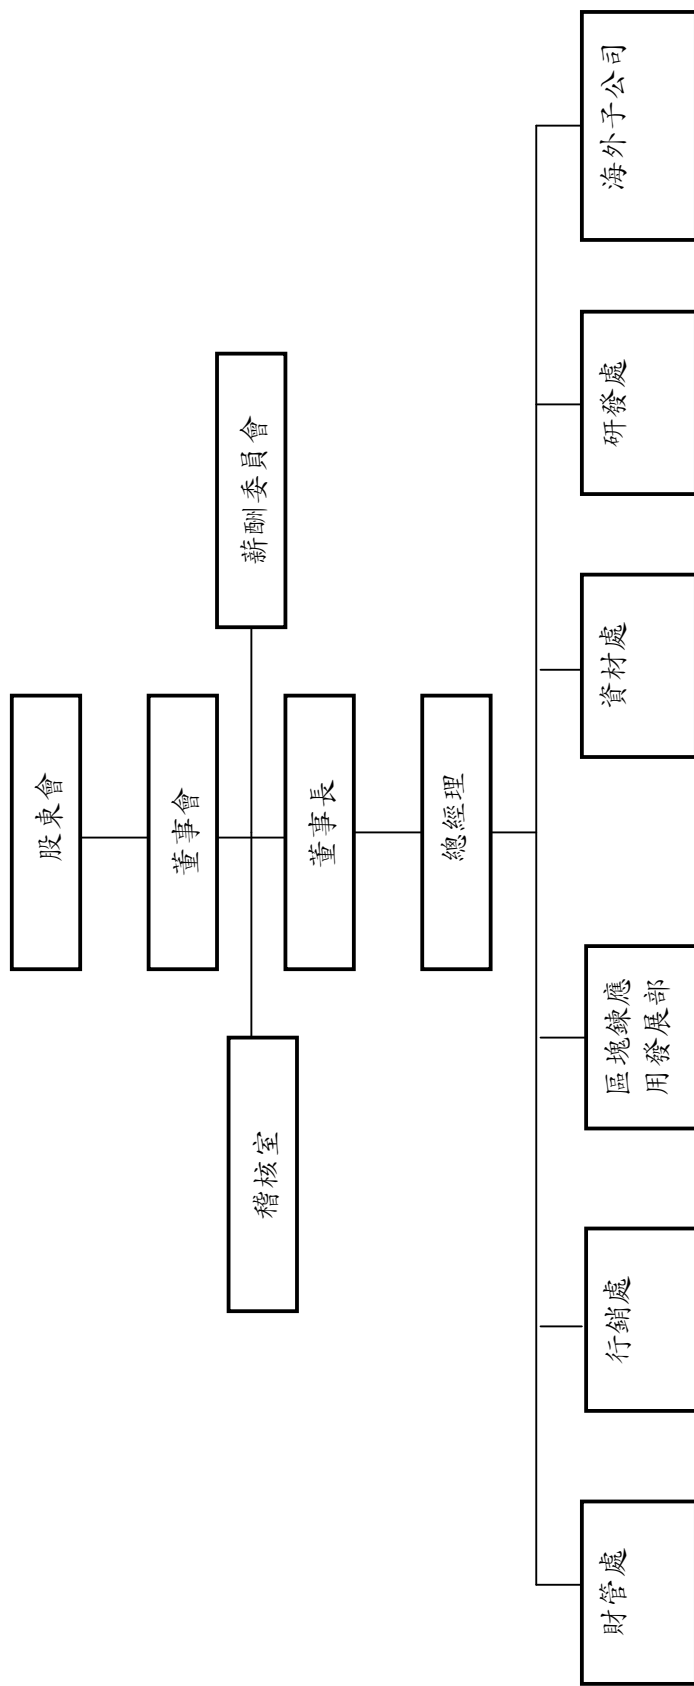 股東會
董事會
稽核室
薪酬委員會
董事長
總經理
財管處
行銷處
區塊鍊應
用發展部
資材處
研發處
海外子公司